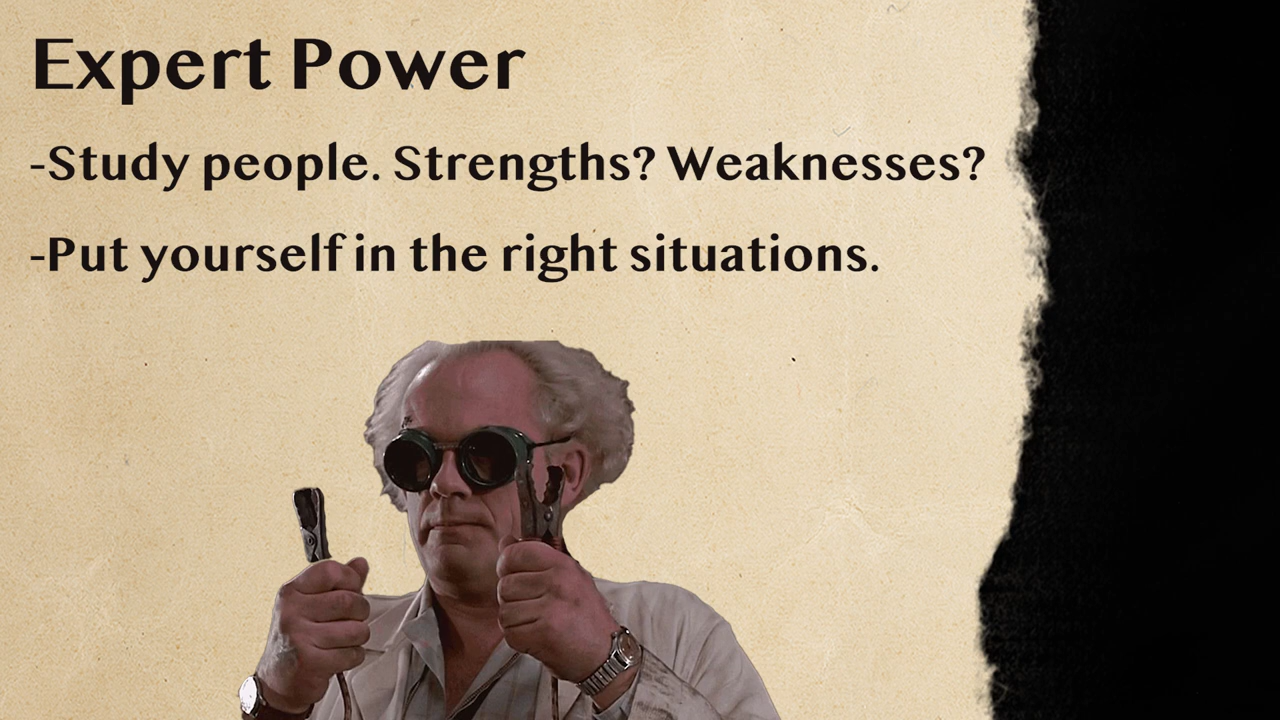 Expert Power
-Study people. Strengths? Weaknesses?
-Put yourself in the right situations.